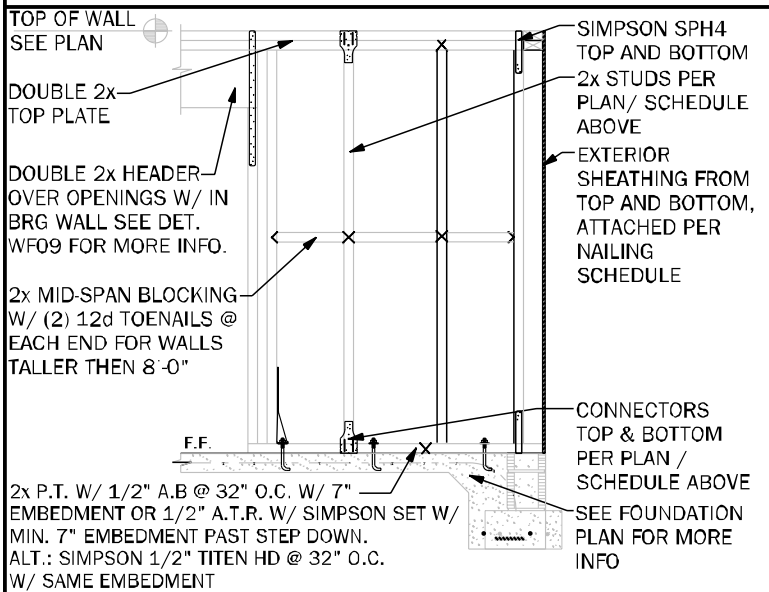 TOP OF WALL
SEE PLAN
DOUBLE 2x
TOP PLATE
DOUBLE 2x HEADER
OVER OPENINGS W/ IN
BRG WALL SEE DET.
WF09 FOR MORE INFO.
2x MID-SPAN BLOCKING
W/ (2) 12d TOENAILS @
EACH END FOR WALLS
TALLER THEN 8'-0"
F.F.
2x P.T. W/ 1/2" A.B @ 32" O.C. W/ 7"
EMBEDMENT OR 1/2" A.T.R. W/ SIMPSON SET W/
MIN. 7" EMBEDMENT PAST STEP DOWN.
ALT.: SIMPSON 1/2" TITEN HD @ 32" O.C.
W/ SAME EMBEDMENT
SIMPSON SPH4
TOP AND BOTTOM
2x STUDS PER
PLAN/ SCHEDULE
ABOVE
EXTERIOR
SHEATHING FROM
TOP AND BOTTOM,
ATTACHED PER
NAILING
SCHEDULE
CONNECTORS
TOP & BOTTOM
PER PLAN /
SCHEDULE ABOVE
SEE FOUNDATION
PLAN FOR MORE
INFO